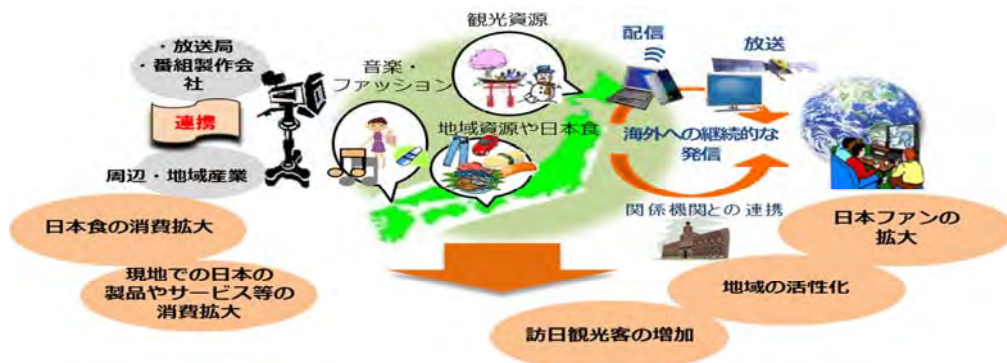 ・放送局
・番組製作会
社
連携
周辺・地域産業
観光資源
音楽・
ファッション
地域資源や日本食
配信
放送
海外への継続的な
発信
関係機関との連携
日本食の消費拡大
現地での日本の
製品やサービス等の
消費拡大
訪日観光客の増加
地域の活性化
日本ファンの
拡大